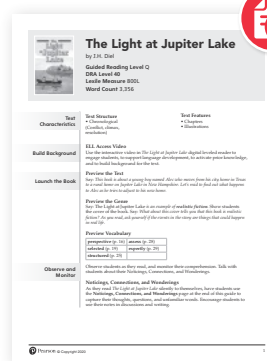 The Light at Jupiter Lake
by J.H. Diel
Guided Reading Level Q
DRA Level 40
Lexile Measure 800L
Word Count 3,356
Text Characteristics
Text Structure
• Chronological
(Conflict, climax,
resolution)
Text Features
• Chapters
• Illustrations
Build Background
ELL Access Video
Use the interactive video in The Light at Jupiter Lake digital leveled reader to
engage students, to support language development, to activate prior knowledge,
and to build background for the text.
Launch the Book
Preview the Text
Say: This book is about a young boy named Alex who moves from his city home in Texas
to a rural home on Jupiter Lake in New Hampshire. Let's read to find out what happens
to Alex as he tries to adjust to his new home.
Preview the Genre
Say: The Light at Jupiter Lake is an example of realistic fiction. Show students
the cover of the book. Say: What about this cover tells you that this book is realistic
fiction? As you read, ask yourself if the events in the story are things that could happen
in real life.
Preview Vocabulary
perspective (p. 16) access (p. 28)
selected (p. 19) expertly (p. 29)
structured (p. 25)
Observe and Monitor
Observe students as they read, and monitor their comprehension. Talk with
students about their Noticings, Connections, and Wonderings.
Noticings, Connections, and Wonderings
As they read The Light at Jupiter Lake silently to themselves, have students use
the Noticings, Connections, and Wonderings page at the end of this guide to
capture their thoughts, questions, and unfamiliar words. Encourage students to
use their notes in discussions and writing.
Pearson © Copyright 2020